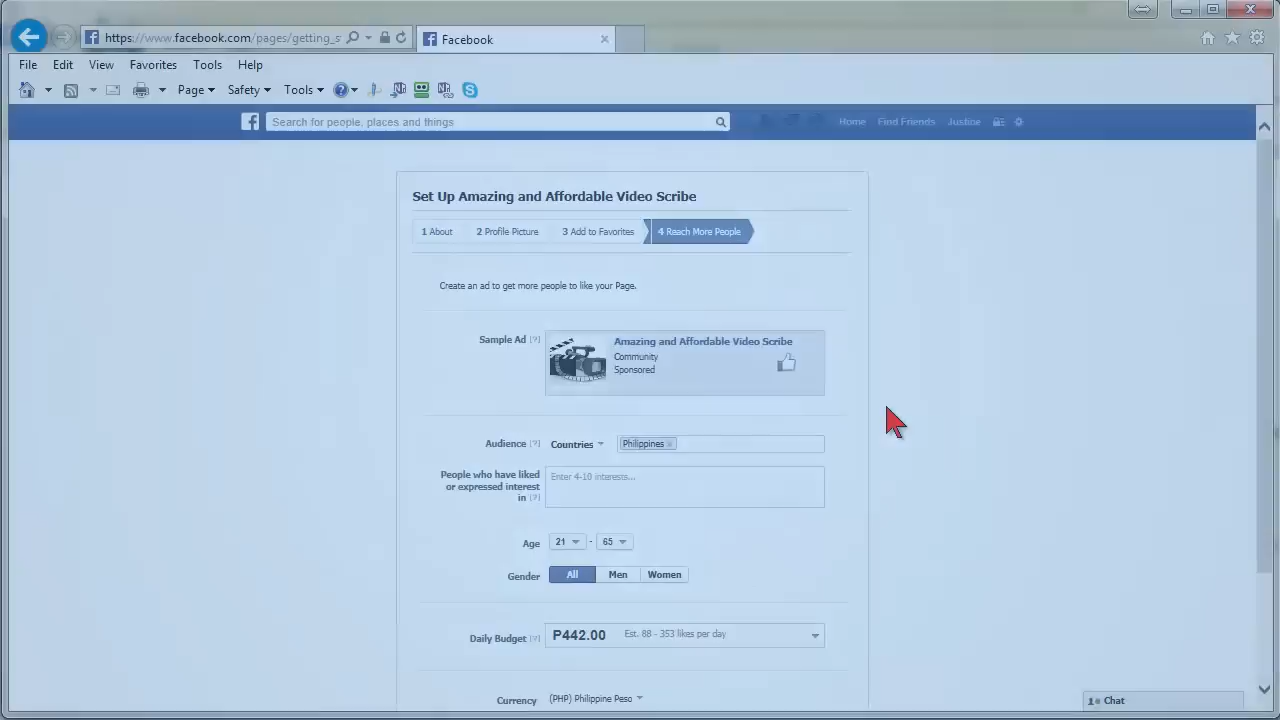 https://www.facebook.com/pages/getting_s
Facebook
File Edit View Favorites Tools Help
Page Safety Tools
Search for people, places and things
Home Find Friends Justine
Set Up Amazing and Affordable Video Scribe
1 About 2 Profile Picture 3 Add to Favorites 4 Reach More People
Create an ad to get more people to like your Page.
Sample Ad [?]
Amazing and Affordable Video Scribe
Community
Sponsored
Audience [?] Countries Philippines
People who have liked
or expressed interest
in [?]
Enter 4-10 interests...
Age 21 - 65
Gender All Men Women
Daily Budget [?] P442.00 Est. 88 - 353 likes per day
Currency (PHP) Philippine Peso
1 Chat